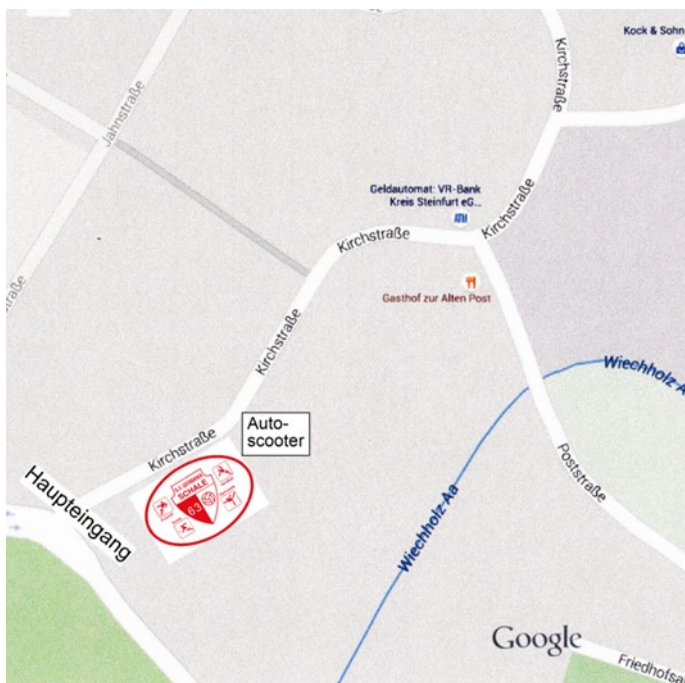 Kock & Sohn
Kirchstraße
Jahnstraße
Geldautomat: VR-Bank
Kreis Steinfurt eG...
ATM
Kirchstraße
Kirchstraße
Gasthof zur Alten Post
Kirchstraße
Wiechholz A
Auto-
scooter
Kirchstraße
Poststraße
SCHALE
63
Haupteingang
Wiechholz Aa
Google
Friedhofsa